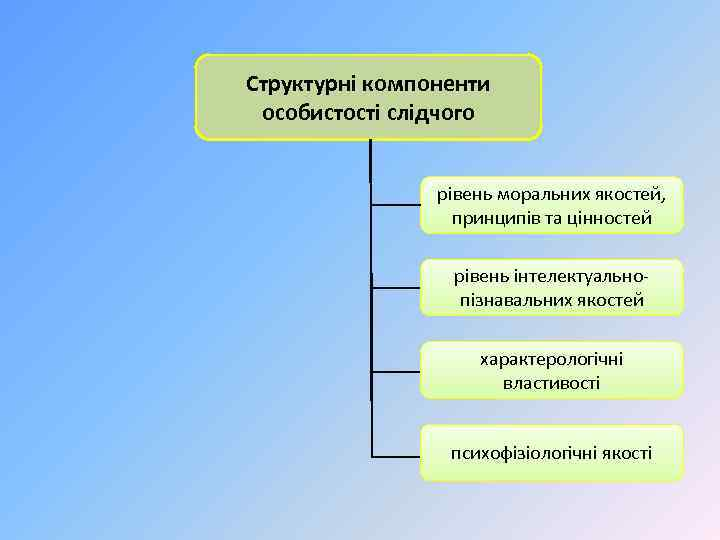 Структурні компоненти
особистості слідчого
рівень моральних якостей,
принципів та цінностей
рівень інтелектуально-
пізнавальних якостей
характерологічні
властивості
психофізіологічні якості